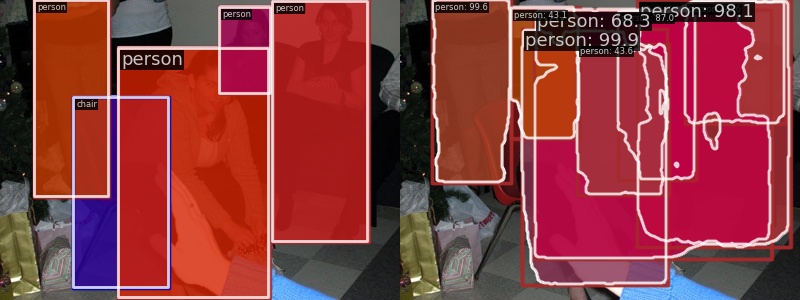 person
person
person
person
chair
person: 99.6
person: 43.1
person: 68.3
87.0
person: 98.1
person: 99.9
person: 43.6